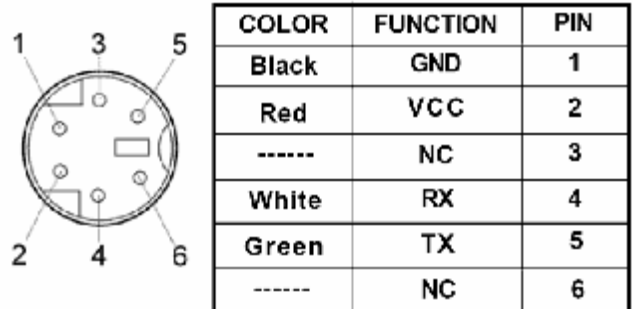 1 3 5
2 4 6
COLOR FUNCTION PIN
Black GND 1
Red VCC 2
------ NC 3
White RX 4
Green TX 5
------ NC 6